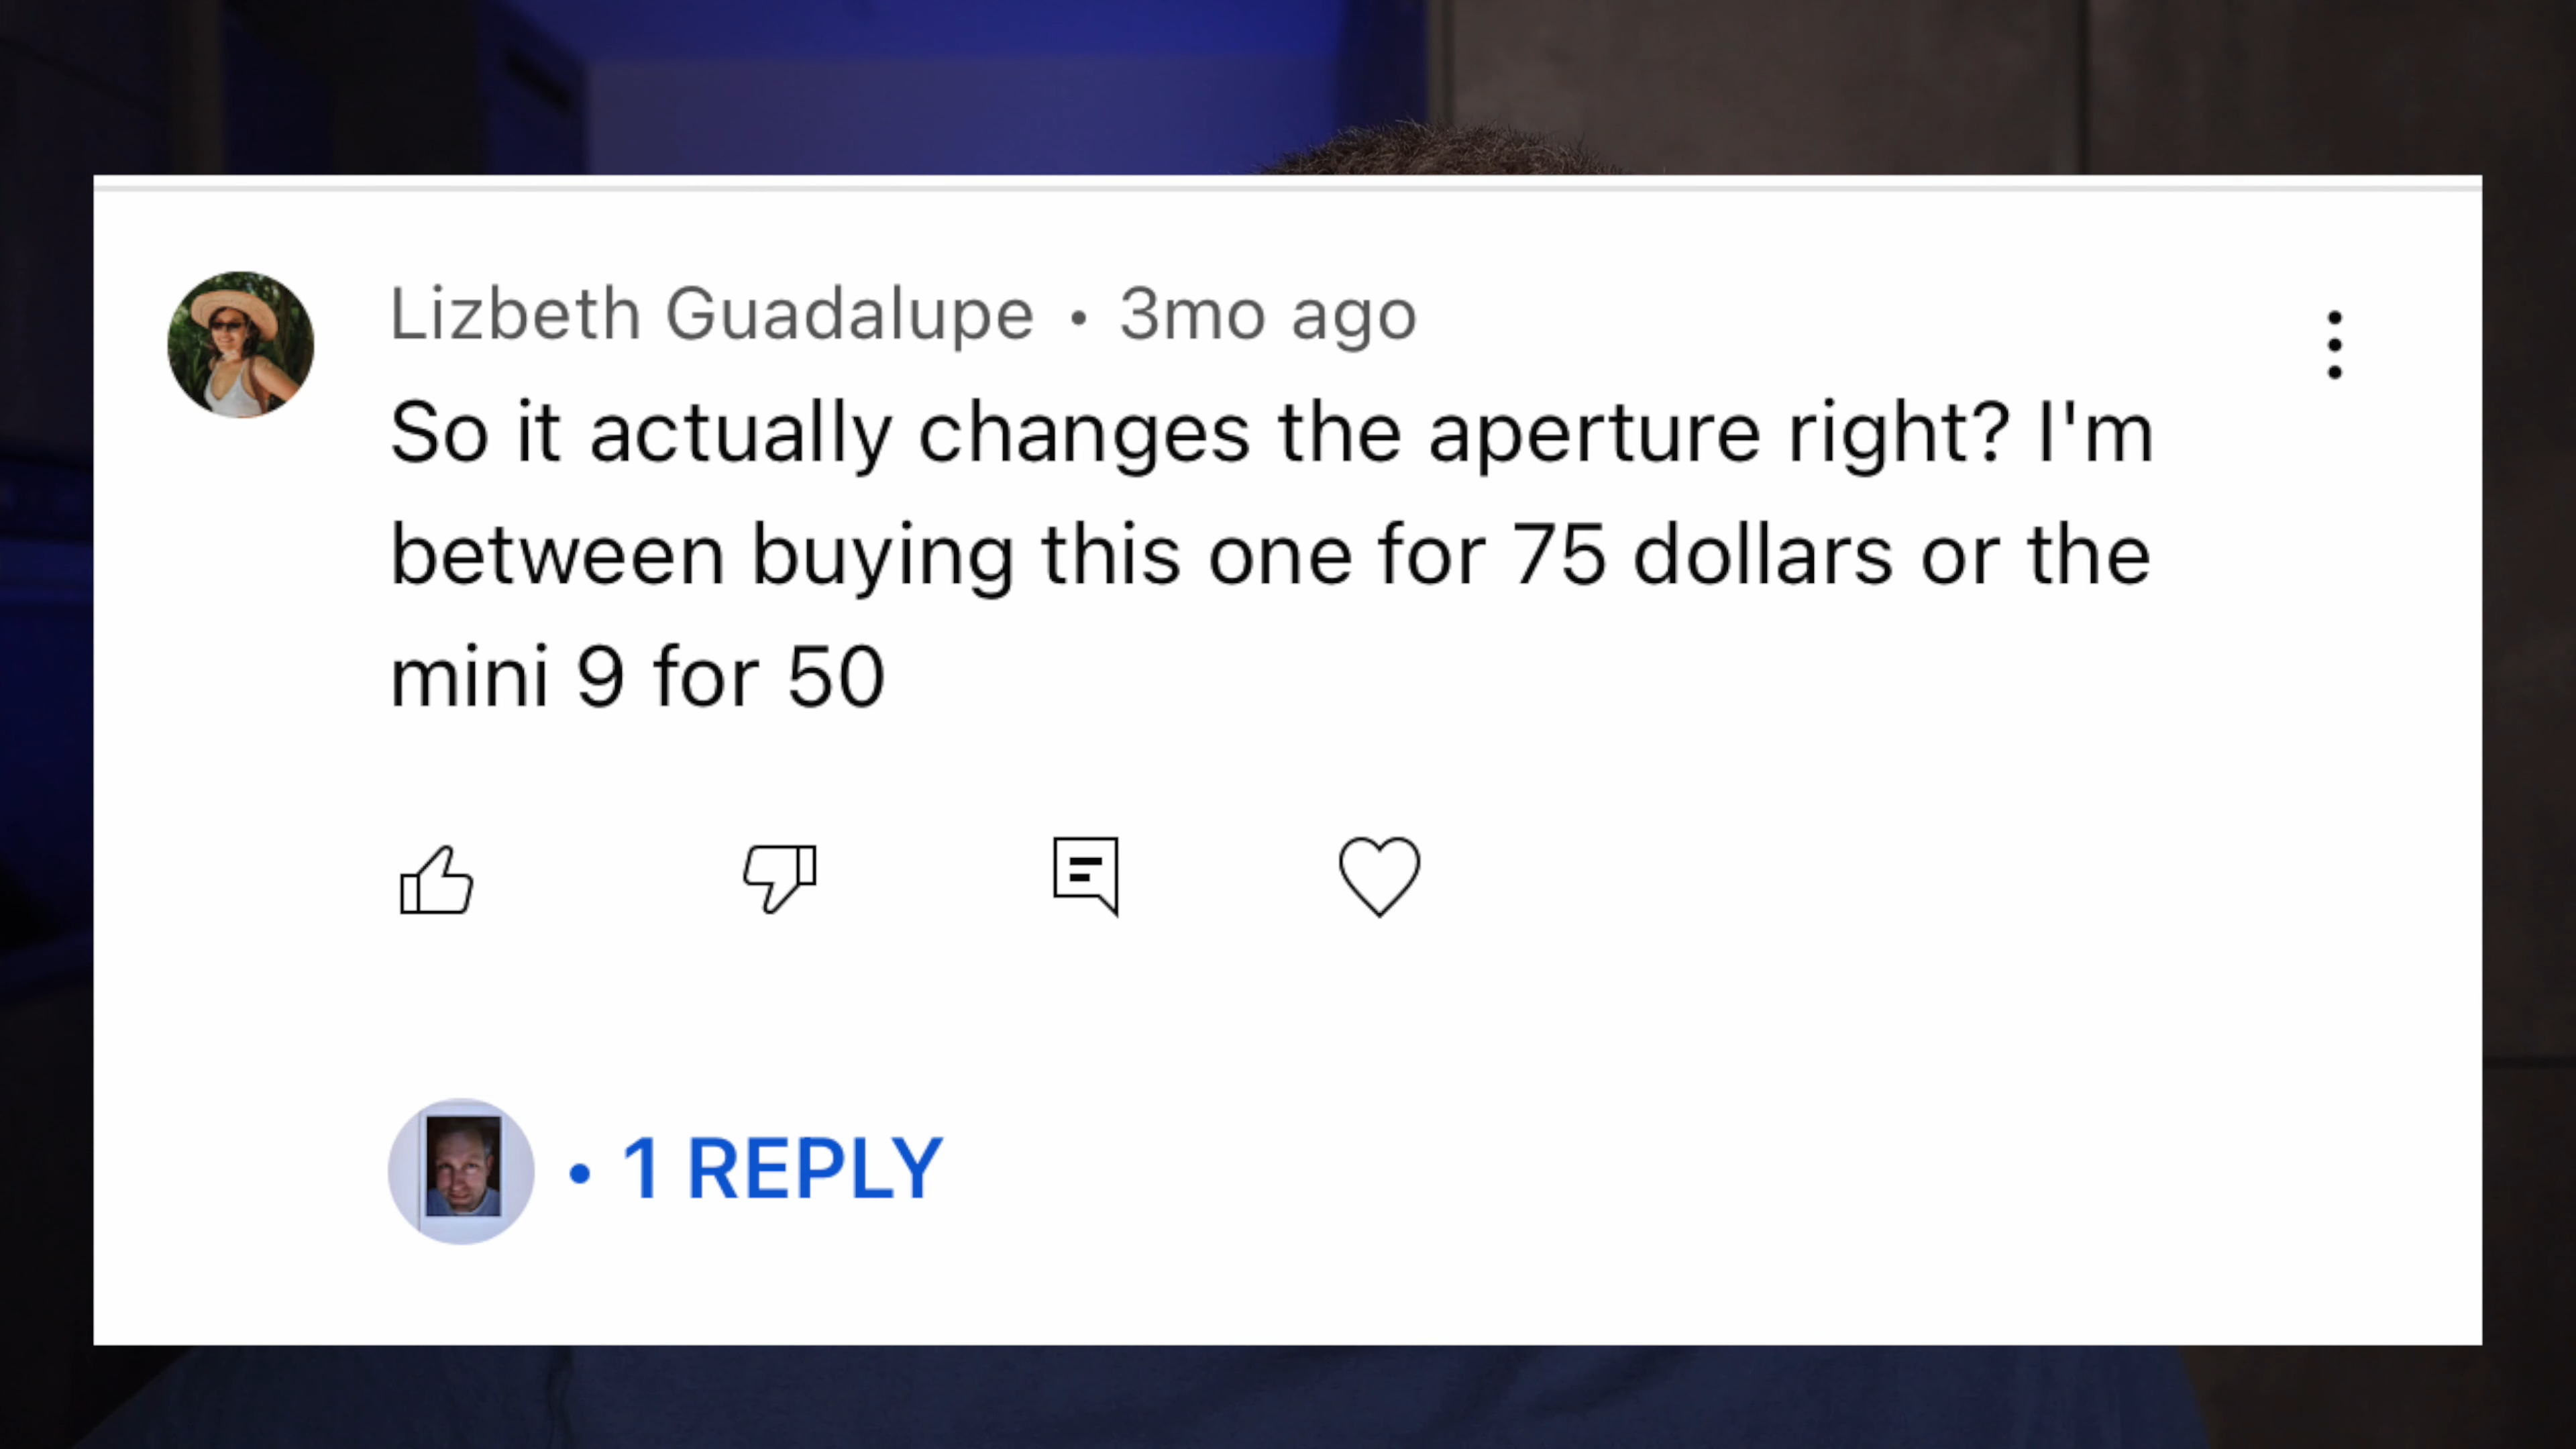 Lizbeth Guadalupe • 3mo ago
So it actually changes the aperture right? I'm
between buying this one for 75 dollars or the
mini 9 for 50
• 1 REPLY